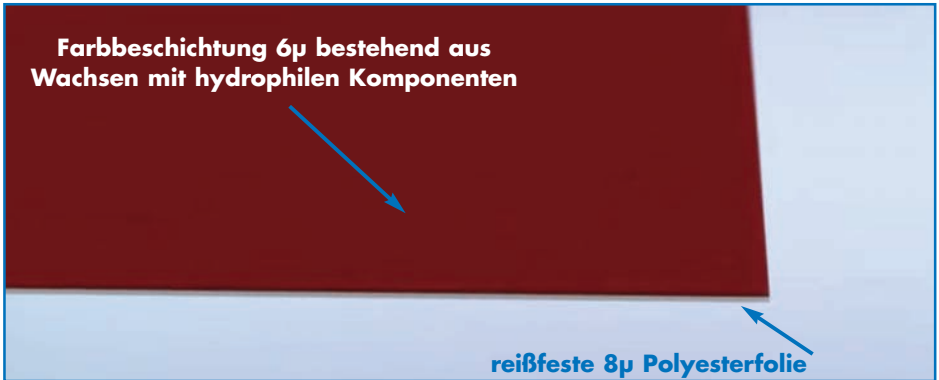 Farbbeschichtung 6µ bestehend aus
Wachsen mit hydrophilen Komponenten
reißfeste 8µ Polyesterfolie